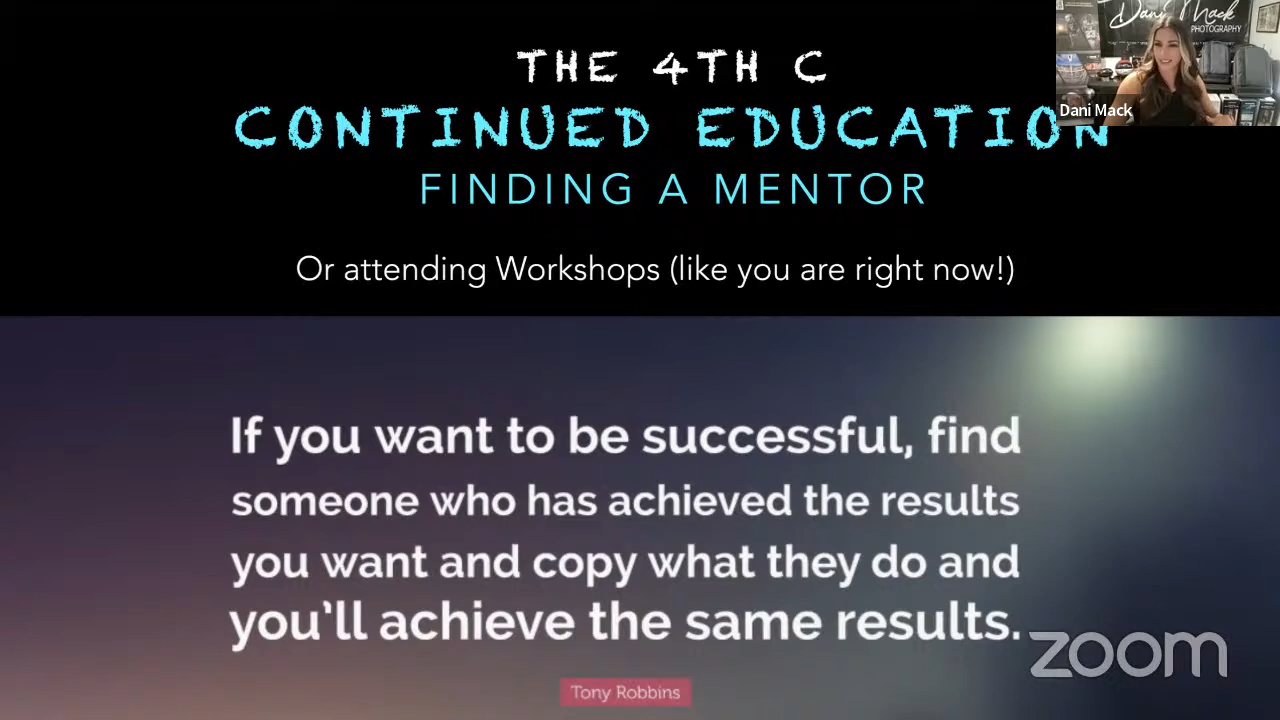 THE 4TH C
CONTINUED EDUCATION
FINDING A MENTOR
Or attending Workshops (like you are right now!)
Dani Mack
PHOTOGRAPHY
Dani Mack
If you want to be successful, find
someone who has achieved the results
you want and copy what they do and
you’ll achieve the same results.
Tony Robbins
zoom